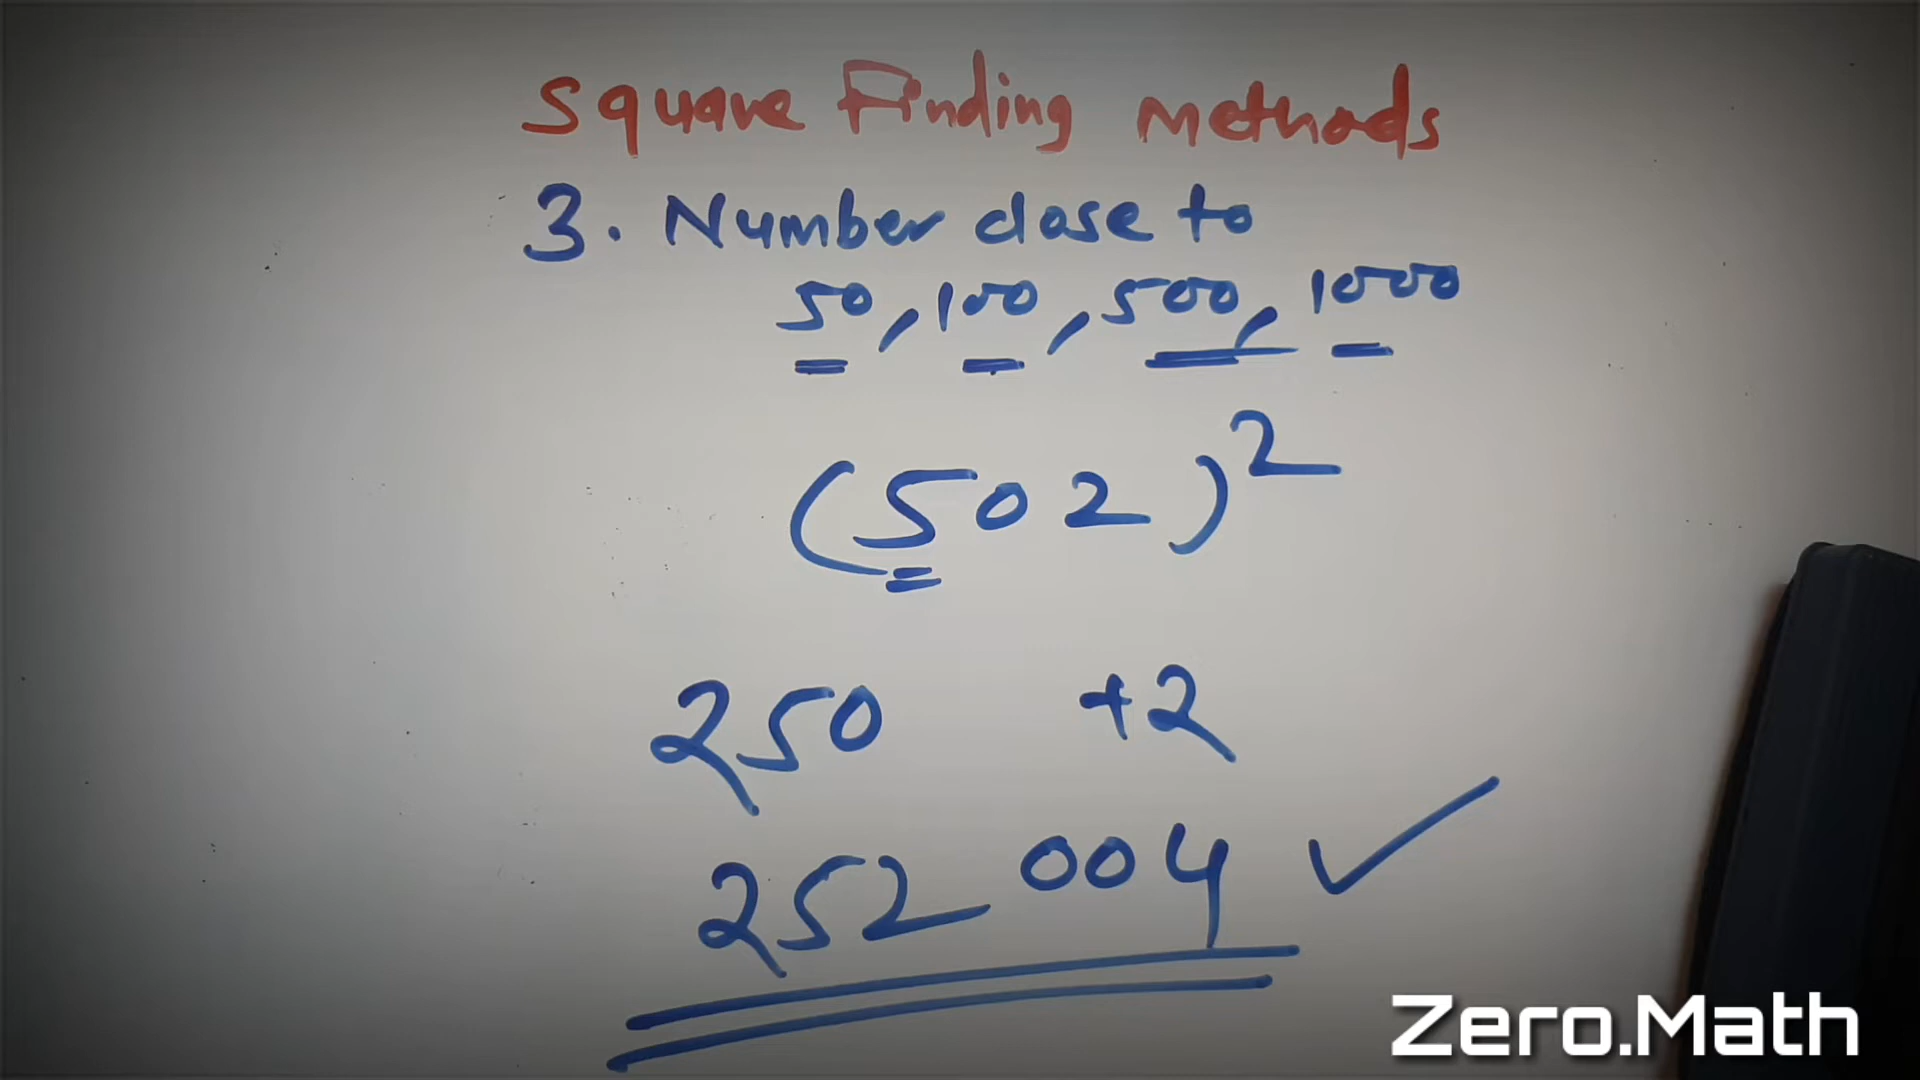 Square Finding Methods
3. Number close to
50, 100, 500, 1000
(502)²
250 +2
252 004 ✓
Zero.Math